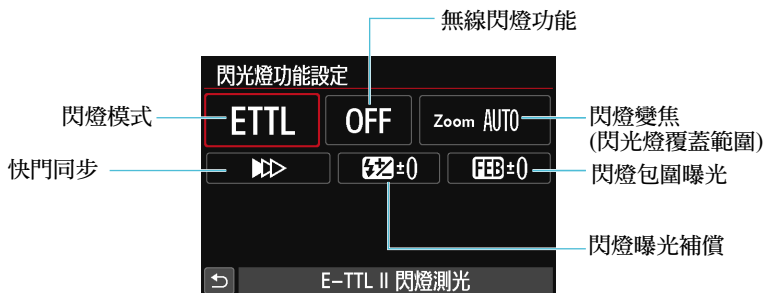 無線閃燈功能
閃光燈功能設定
閃燈模式
ETTL
OFF
Zoom AUTO
閃燈變焦
(閃光燈覆蓋範圍)
快門同步
±0
FEB±0
閃燈包圍曝光
閃燈曝光補償
E-TTL II 閃燈測光